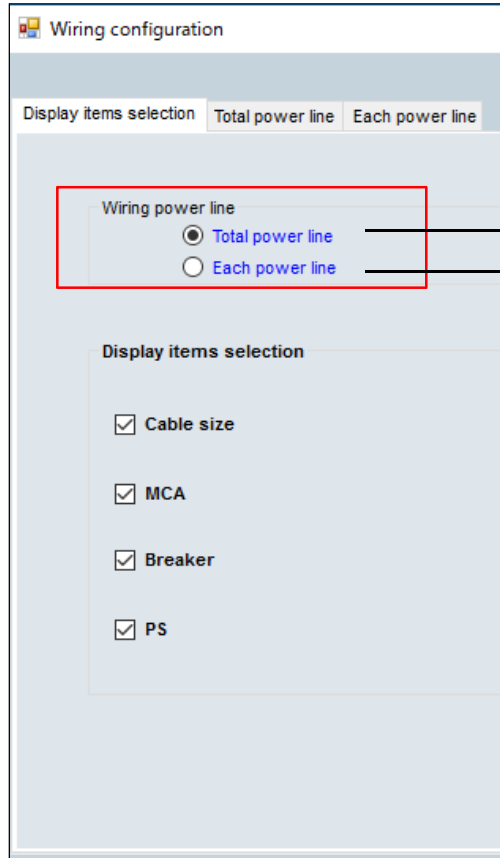 Wiring configuration
Display items selection Total power line Each power line
Wiring power line
Total power line
Each power line
Display items selection
Cable size
MCA
Breaker
PS